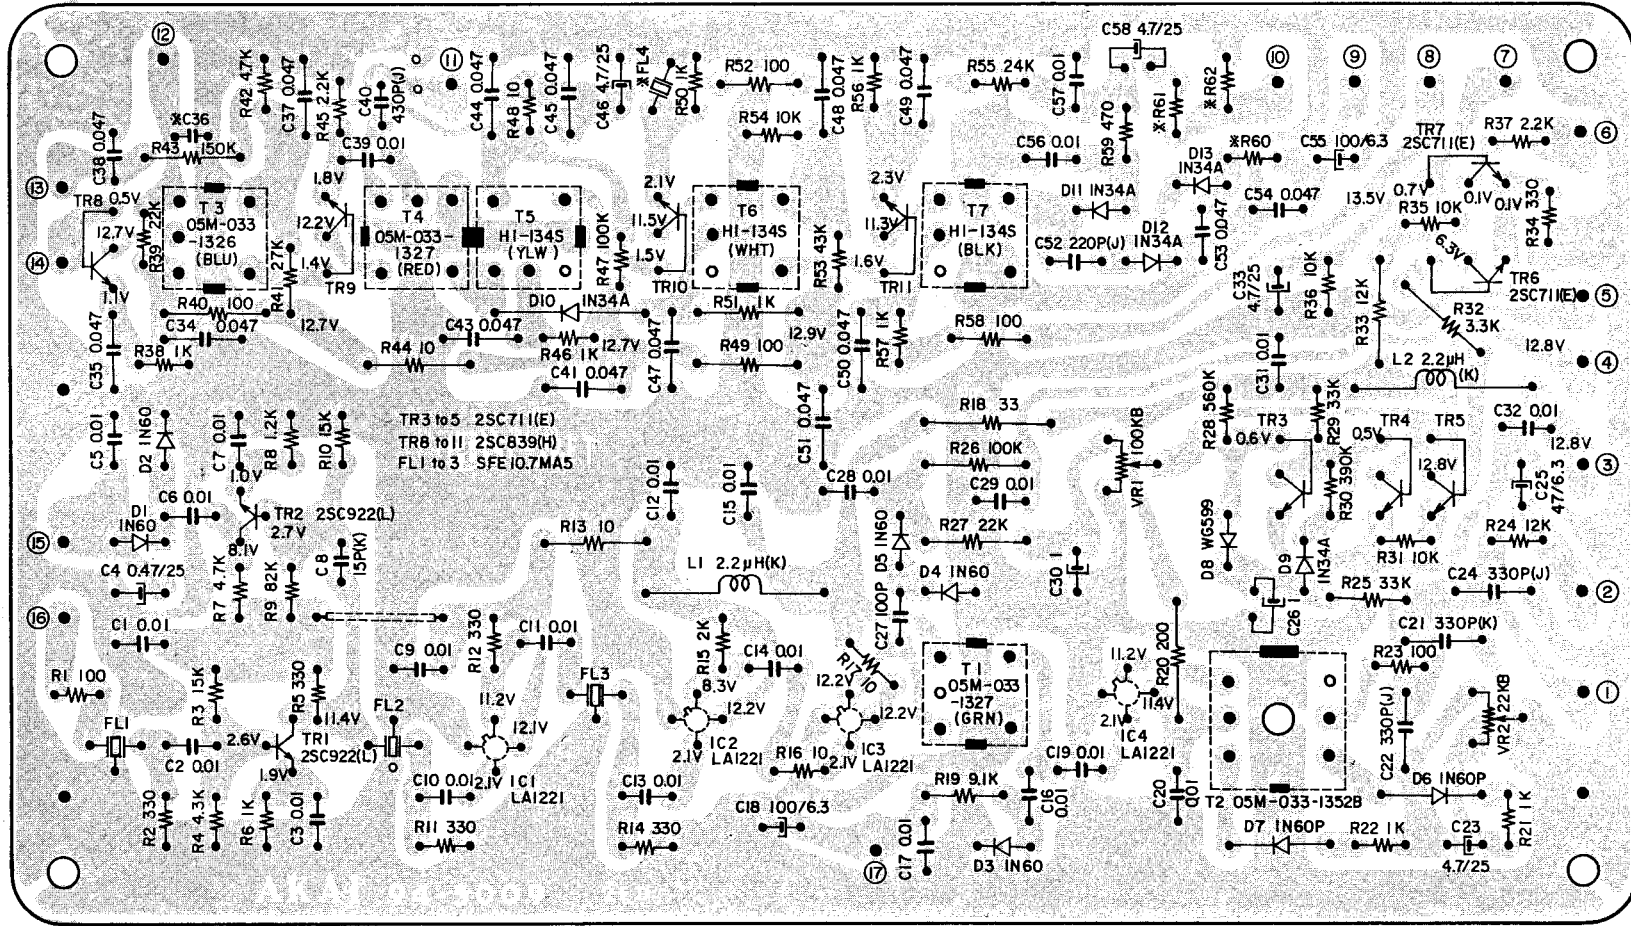 ⑫
C58 4.7/25
R42 4.7K
C37 0.047
R45 2.2K
C40
430P(J)
⑪
C44 0.047
R48 10
C45 0.047
C46 4.7/25
※FL4
R50 1K
R52 100
C48 0.047
R56 1K
C49 0.047
R55 24K
C57 0.01
※R61
※R62
⑩
⑨
⑧
⑦
C38 0.047
※C36
R43 150K
C39 0.01
R54 10K
C56 0.01
R59 470
D13
1N34A
※R60
C55 100/6.3
TR7
2SC711(E)
R37 2.2K
⑥
⑬
TR8
0.5V
12.7V
R39 22K
T3
05M-033
-1326
(BLU)
1.8V
12.2V
1.4V
TR9
T4
05M-033-
1327
(RED)
T5
H1-134S
(YLW)
R47 100K
2.1V
11.5V
1.5V
TR10
T6
H1-134S
(WHT)
R53 43K
2.3V
11.3V
1.6V
TR11
T7
H1-134S
(BLK)
D11 1N34A
D12
1N34A
C52 220P(J)
C53 0.047
C54 0.047
13.5V
0.7V
0.1V
0.1V
R35 10K
R34 330
6.3V
⑭
1.1V
R41 27K
R40 100
C34 0.047
12.7V
D10 1N34A
R51 1K
12.9V
C33
4.7/25
R36 10K
R33 12K
R32
3.3K
TR6
2SC711(E)
⑤
C35 0.047
R38 1K
R44 10
C43 0.047
R46 1K
12.7V
C41 0.047
C47 0.047
R49 100
C50 0.047
R57 1K
R58 100
C31 0.01
12.8V
L2 2.2μH
(K)
④
C5 0.01
D2 1N60
C7 0.01
R8 1.2K
R10 15K
TR3 to 5 2SC711(E)
TR8 to 11 2SC839(H)
FL1 to 3 SFE10.7MA5
C51 0.047
R18 33
R26 100K
C29 0.01
VR1 100KB
R28 560K
0.6V
TR3
R29 33K
0.5V
TR4
TR5
12.8V
C32 0.01
12.8V
③
1.0V
C6 0.01
TR2 2SC922(L)
2.7V
8.1V
C12 0.01
C15 0.01
C28 0.01
R30 390K
C25
47/6.3
D1
1N60
⑮
C8
15P(K)
R13 10
D5 1N60
R27 22K
D8 WG599
D9
1N34A
R31 10K
R24 12K
C4 0.47/25
R7 4.7K
R9 82K
L1 2.2μH(K)
D4 1N60
C30 1
R25 33K
C24 330P(J)
②
⑯
C1 0.01
C9 0.01
R12 330
C11 0.01
R15 2K
C14 0.01
C27 100P
R17 10
T1
05M-033
-1327
(GRN)
R20 200
C26 1
C21 330P(K)
R23 100
R1 100
R3 15K
R5 330
11.4V
FL2
11.2V
12.1V
FL3
8.3V
12.2V
12.2V
12.2V
11.2V
11.4V
2.1V
IC4
LA1221
C22 330P(J)
VR2A22KB
①
FL1
C2 0.01
2.6V
TR1
2SC922(L)
1.9V
2.1V
IC1
LA1221
2.1V
IC2
LA1221
R16 10
2.1V
IC3
LA1221
C19 0.01
R2 330
R4 4.3K
R6 1K
C3 0.01
C10 0.01
R11 330
C13 0.01
R14 330
C18 100/6.3
R19 9.1K
C16
0.01
C20
0.01
T2 05M-033-1352B
D6 1N60P
⑰
C17 0.01
D3 1N60
D7 1N60P
R22 1K
C23
4.7/25
R21 1K